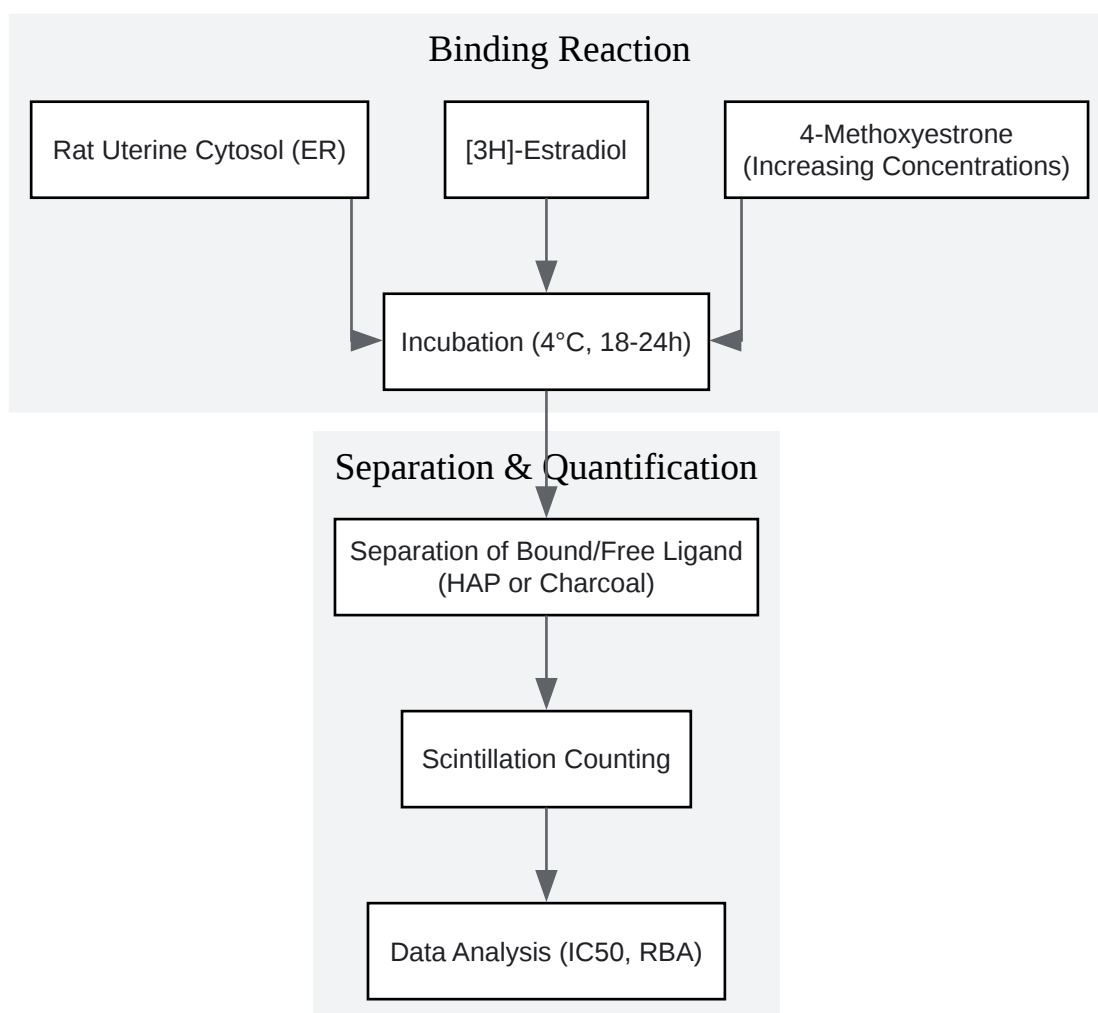 Binding Reaction
Rat Uterine Cytosol (ER)
[3H]-Estradiol
4-Methoxyestrone
(Increasing Concentrations)
Incubation (4°C, 18-24h)
Separation & Quantification
Separation of Bound/Free Ligand
(HAP or Charcoal)
Scintillation Counting
Data Analysis (IC50, RBA)